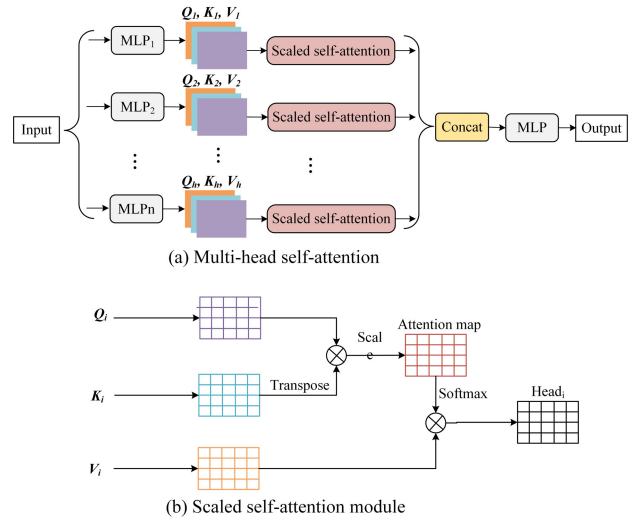 Q1, K1, V1
MLP1
Scaled self-attention
Q2, K2, V2
MLP2
Scaled self-attention
Input
Concat
MLP
Output
...
...
...
Qh, Kh, Vh
MLPn
Scaled self-attention
(a) Multi-head self-attention
Qi
Scal
e
Attention map
Ki
Transpose
Softmax
Headi
Vi
(b) Scaled self-attention module